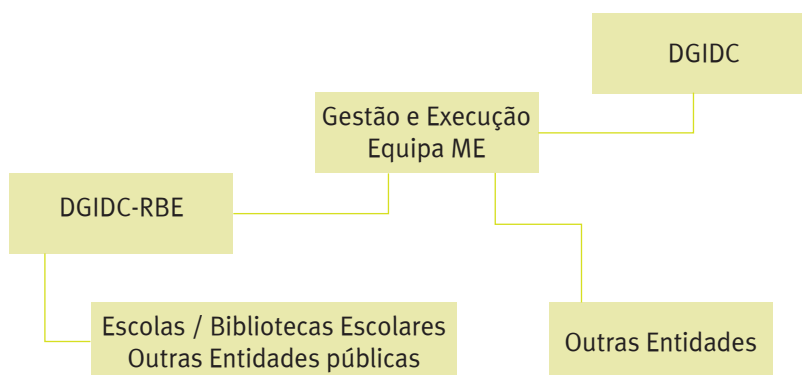 DGIDC
Gestão e Execução
Equipa ME
DGIDC-RBE
Escolas / Bibliotecas Escolares
Outras Entidades públicas
Outras Entidades